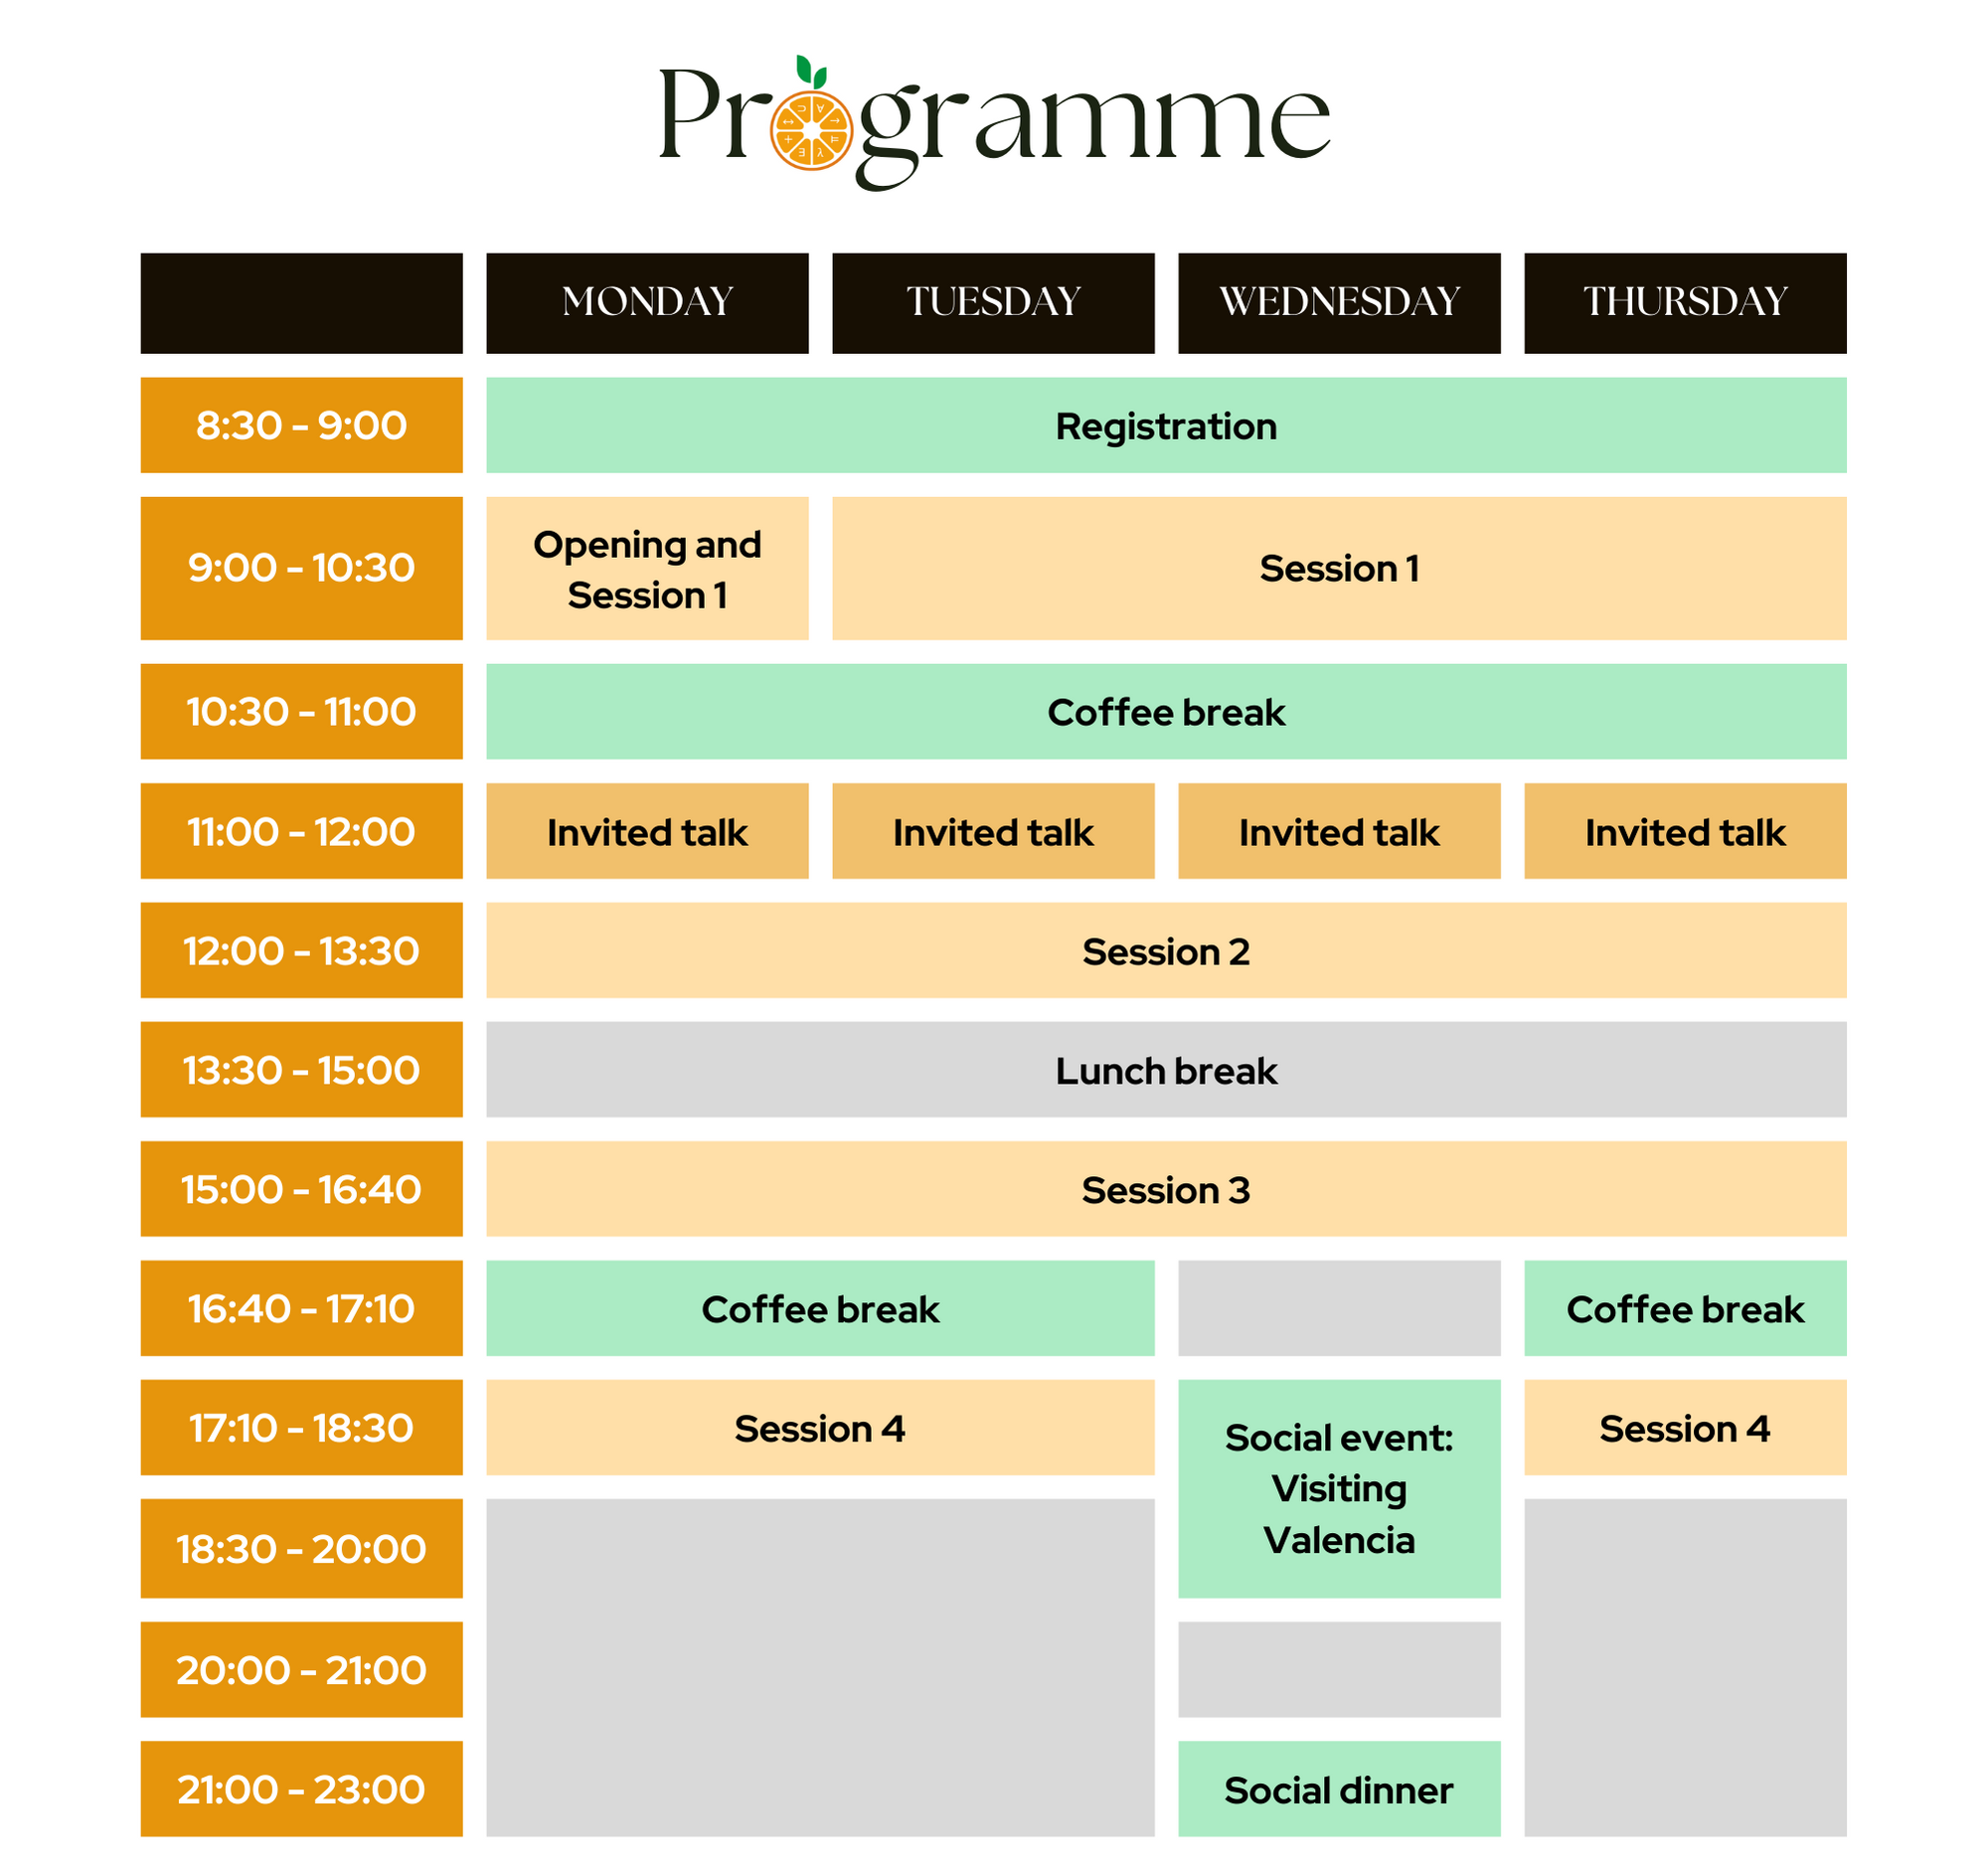 Programme
MONDAY
TUESDAY
WEDNESDAY
THURSDAY
8:30 - 9:00
Registration
9:00 - 10:30
Opening and
Session 1
Session 1
10:30 - 11:00
Coffee break
11:00 - 12:00
Invited talk
Invited talk
Invited talk
Invited talk
12:00 - 13:30
Session 2
13:30 - 15:00
Lunch break
15:00 - 16:40
Session 3
16:40 - 17:10
Coffee break
Coffee break
17:10 - 18:30
Session 4
Social event:
Visiting
Valencia
Session 4
18:30 - 20:00
20:00 - 21:00
21:00 - 23:00
Social dinner